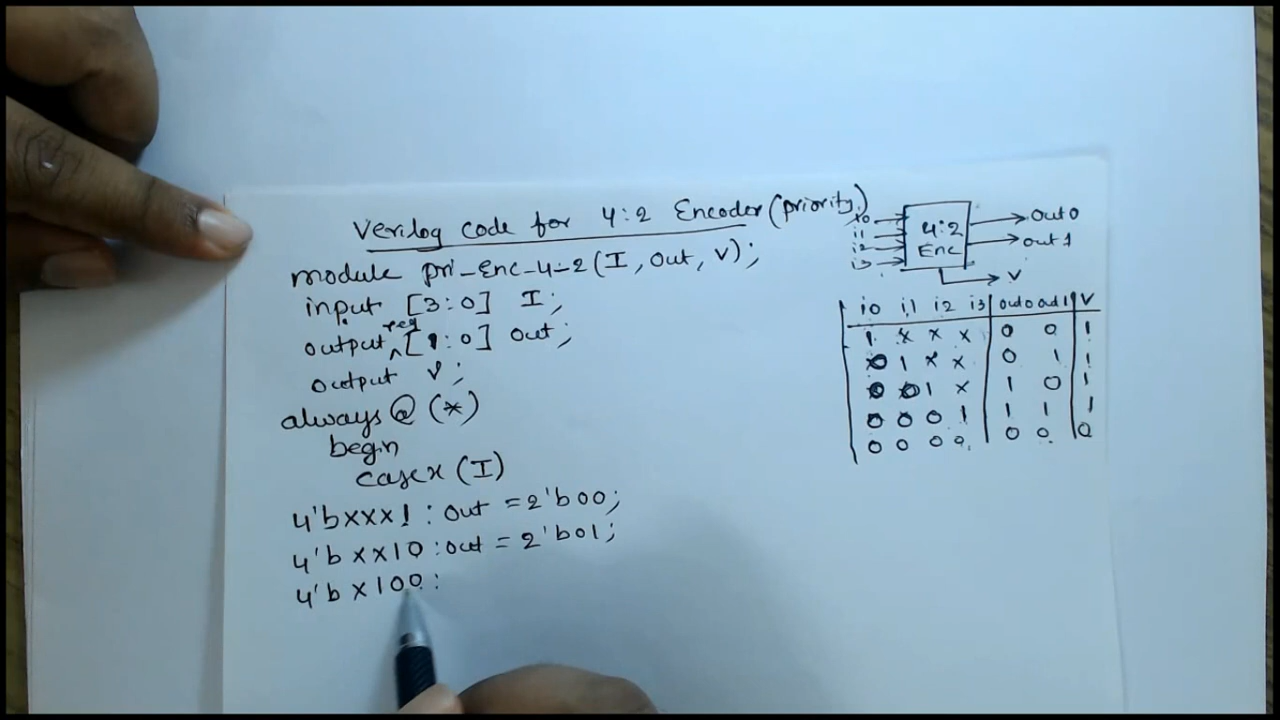 Verilog code for 4:2 Encoder (priority)
module pri-Enc-4-2 (I, Out, V);
input [3:0] I;
output reg [1:0] out;
output V;
always @ (*)
begin
casex (I)
4'bxxx1 : out = 2'b00;
4'bxx10 : out = 2'b01;
4'bx100 :
i0
i1
i2
i3
4:2
Enc
Out0
Out1
V
i0 i1 i2 i3 out0 out1 V
1 x x x 0 0 1
0 1 x x 0 1 1
0 0 1 x 1 0 1
0 0 0 1 1 1 1
0 0 0 0 0 0 0